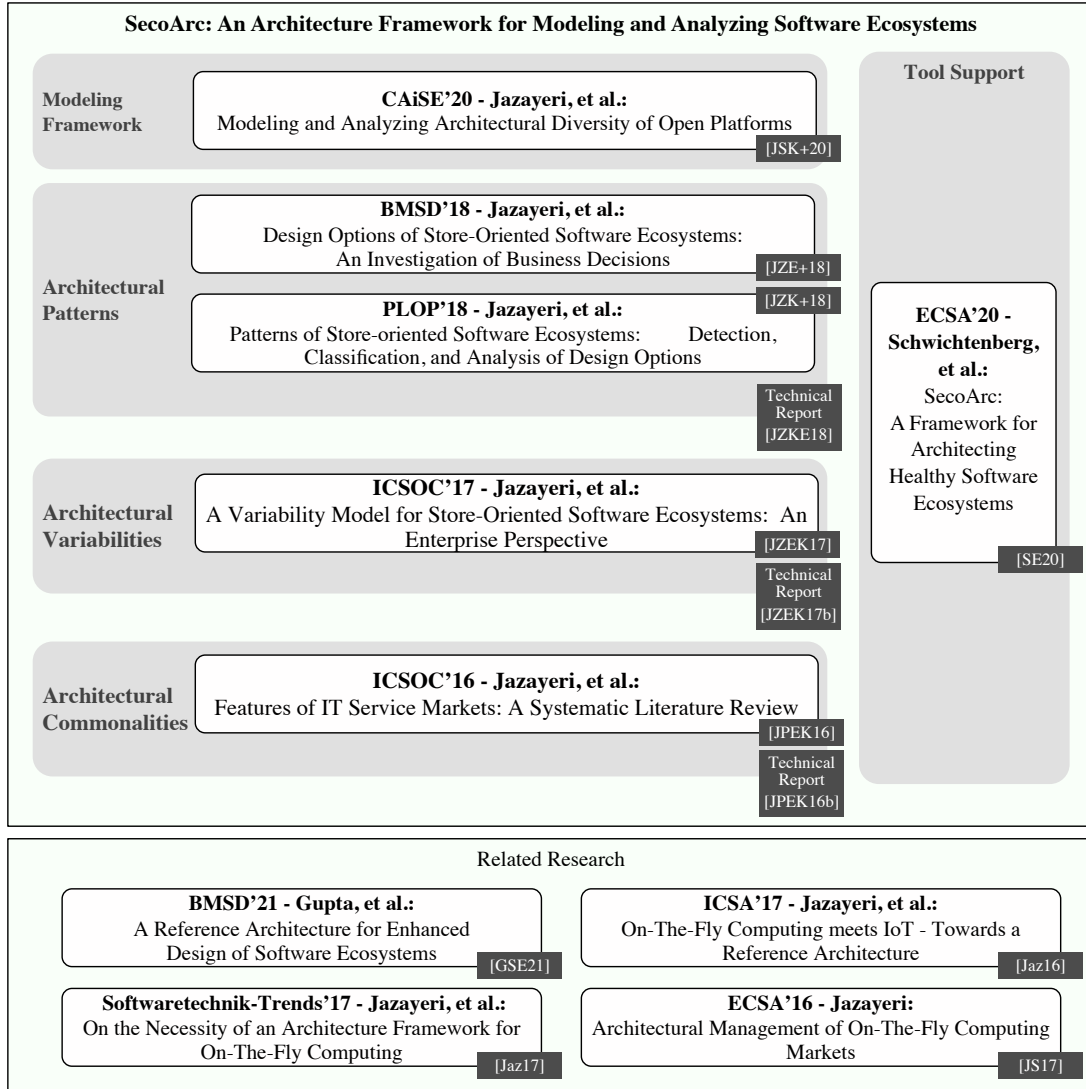 SecoArc: An Architecture Framework for Modeling and Analyzing Software Ecosystems
Modeling
Framework
CAiSE’20 - Jazayeri, et al.:
Modeling and Analyzing Architectural Diversity of Open Platforms
[JSK+20]
Architectural
Patterns
BMSD’18 - Jazayeri, et al.:
Design Options of Store-Oriented Software Ecosystems:
An Investigation of Business Decisions
[JZE+18]
[JZK+18]
PLOP’18 - Jazayeri, et al.:
Patterns of Store-oriented Software Ecosystems: Detection,
Classification, and Analysis of Design Options
Technical
Report
[JZKE18]
Architectural
Variabilities
ICSOC’17 - Jazayeri, et al.:
A Variability Model for Store-Oriented Software Ecosystems: An
Enterprise Perspective
[JZEK17]
Technical
Report
[JZEK17b]
Architectural
Commonalities
ICSOC’16 - Jazayeri, et al.:
Features of IT Service Markets: A Systematic Literature Review
[JPEK16]
Technical
Report
[JPEK16b]
Tool Support
ECSA’20 -
Schwichtenberg,
et al.:
SecoArc:
A Framework for
Architecting
Healthy Software
Ecosystems
[SE20]
Related Research
BMSD’21 - Gupta, et al.:
A Reference Architecture for Enhanced
Design of Software Ecosystems
[GSE21]
ICSA’17 - Jazayeri, et al.:
On-The-Fly Computing meets IoT - Towards a
Reference Architecture
[Jaz16]
Softwaretechnik-Trends’17 - Jazayeri, et al.:
On the Necessity of an Architecture Framework for
On-The-Fly Computing
[Jaz17]
ECSA’16 - Jazayeri:
Architectural Management of On-The-Fly Computing
Markets
[JS17]